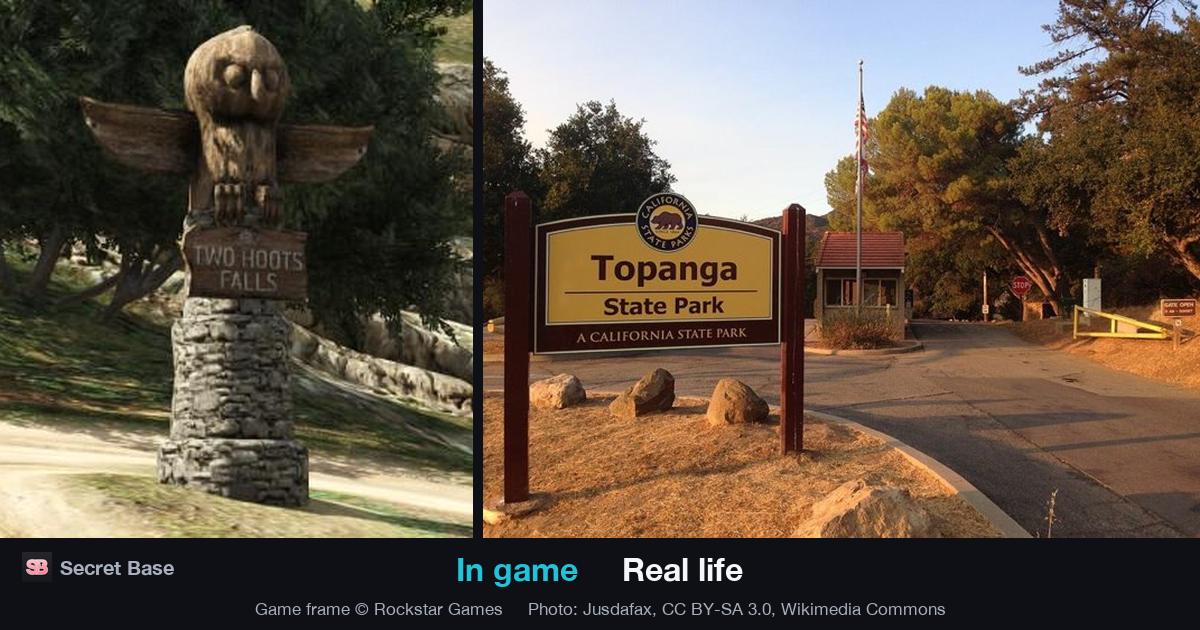 TWO HOOTS
FALLS
CALIFORNIA
STATE PARKS
Topanga
State Park
A CALIFORNIA STATE PARK
STOP
GATE OPEN
SB Secret Base
In game Real life
Game frame © Rockstar Games Photo: Jusdafax, CC BY-SA 3.0, Wikimedia Commons